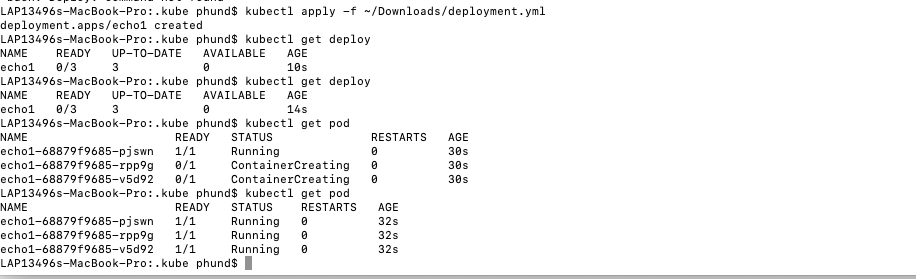 LAP13496s-MacBook-Pro:.kube phund$ kubectl apply -f ~/Downloads/deployment.yml
deployment.apps/echo1 created
LAP13496s-MacBook-Pro:.kube phund$ kubectl get deploy
NAME    READY   UP-TO-DATE   AVAILABLE   AGE
echo1   0/3     3            0           10s
LAP13496s-MacBook-Pro:.kube phund$ kubectl get deploy
NAME    READY   UP-TO-DATE   AVAILABLE   AGE
echo1   0/3     3            0           14s
LAP13496s-MacBook-Pro:.kube phund$ kubectl get pod
NAME                     READY   STATUS              RESTARTS   AGE
echo1-68879f9685-pjswn   1/1     Running             0          30s
echo1-68879f9685-rpp9g   0/1     ContainerCreating   0          30s
echo1-68879f9685-v5d92   0/1     ContainerCreating   0          30s
LAP13496s-MacBook-Pro:.kube phund$ kubectl get pod
NAME                     READY   STATUS    RESTARTS   AGE
echo1-68879f9685-pjswn   1/1     Running   0          32s
echo1-68879f9685-rpp9g   1/1     Running   0          32s
echo1-68879f9685-v5d92   1/1     Running   0          32s
LAP13496s-MacBook-Pro:.kube phund$